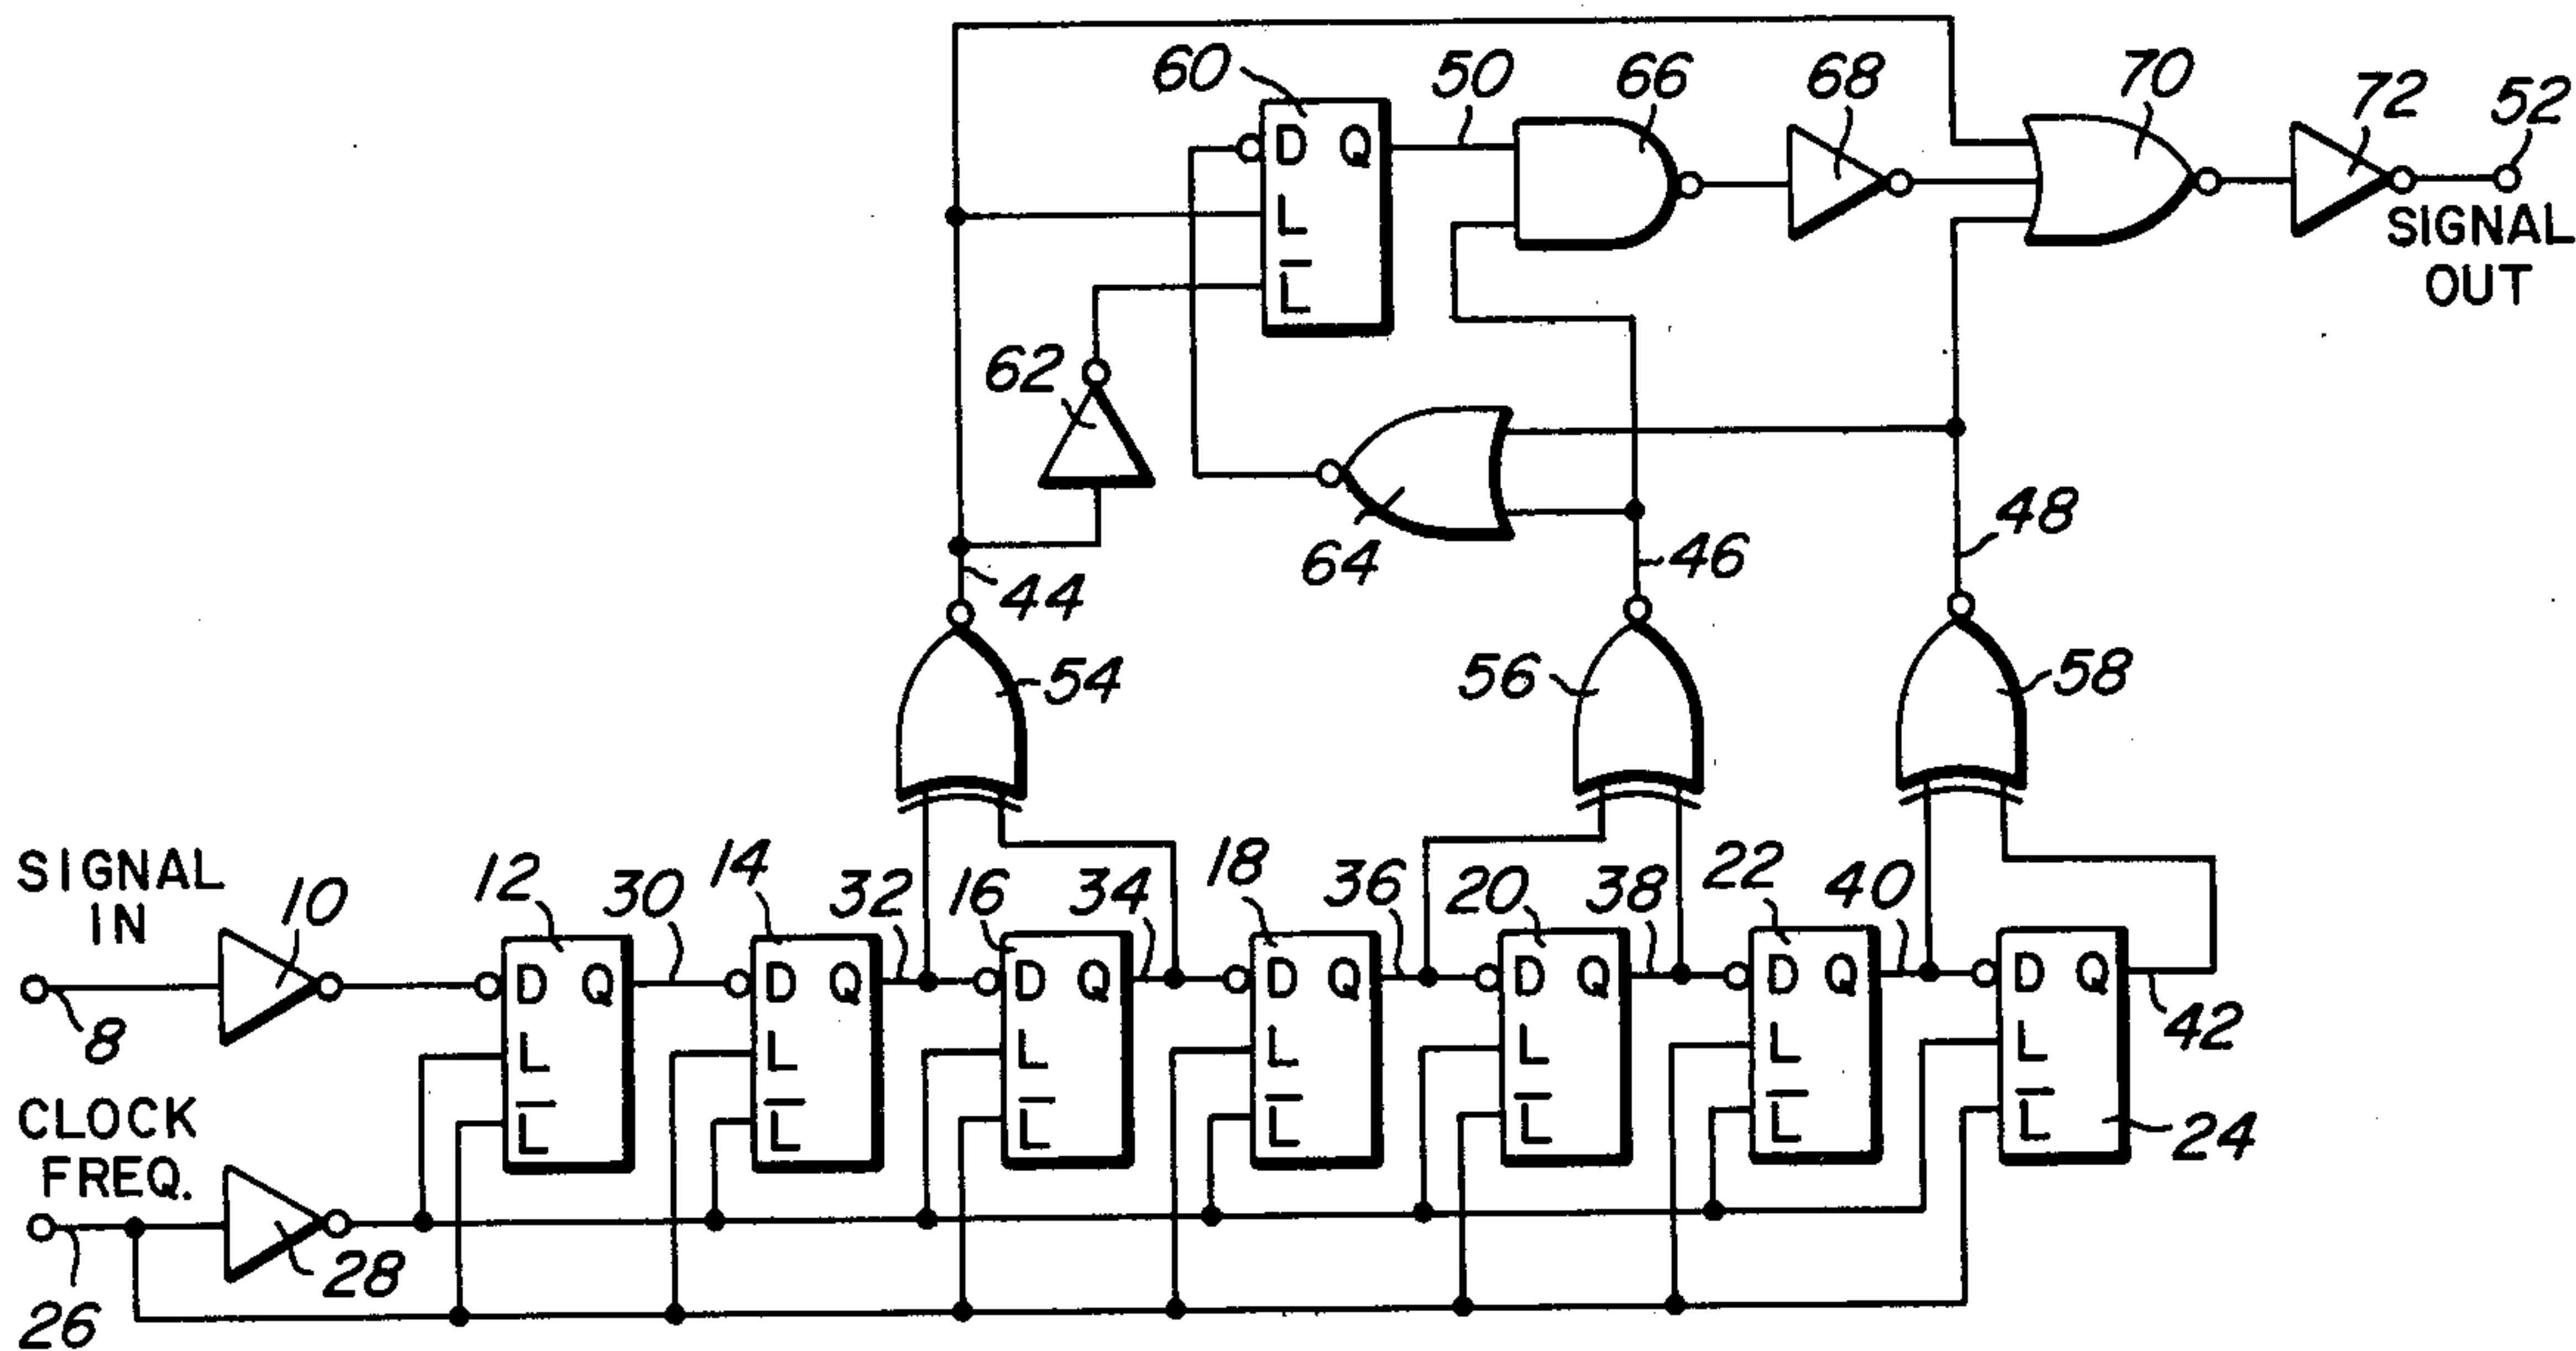 60
50
66
68
70
72
52
D Q
L
L̅
SIGNAL
OUT
62
64
44
46
48
54
56
58
SIGNAL
IN
10
12
30
14
32
16
34
18
36
20
38
22
40
8
D Q
L
L̅
D Q
L
L̅
D Q
L
L̅
D Q
L
L̅
D Q
L
L̅
D Q
L
L̅
D Q
L
L̅
42
24
CLOCK
FREQ.
28
26